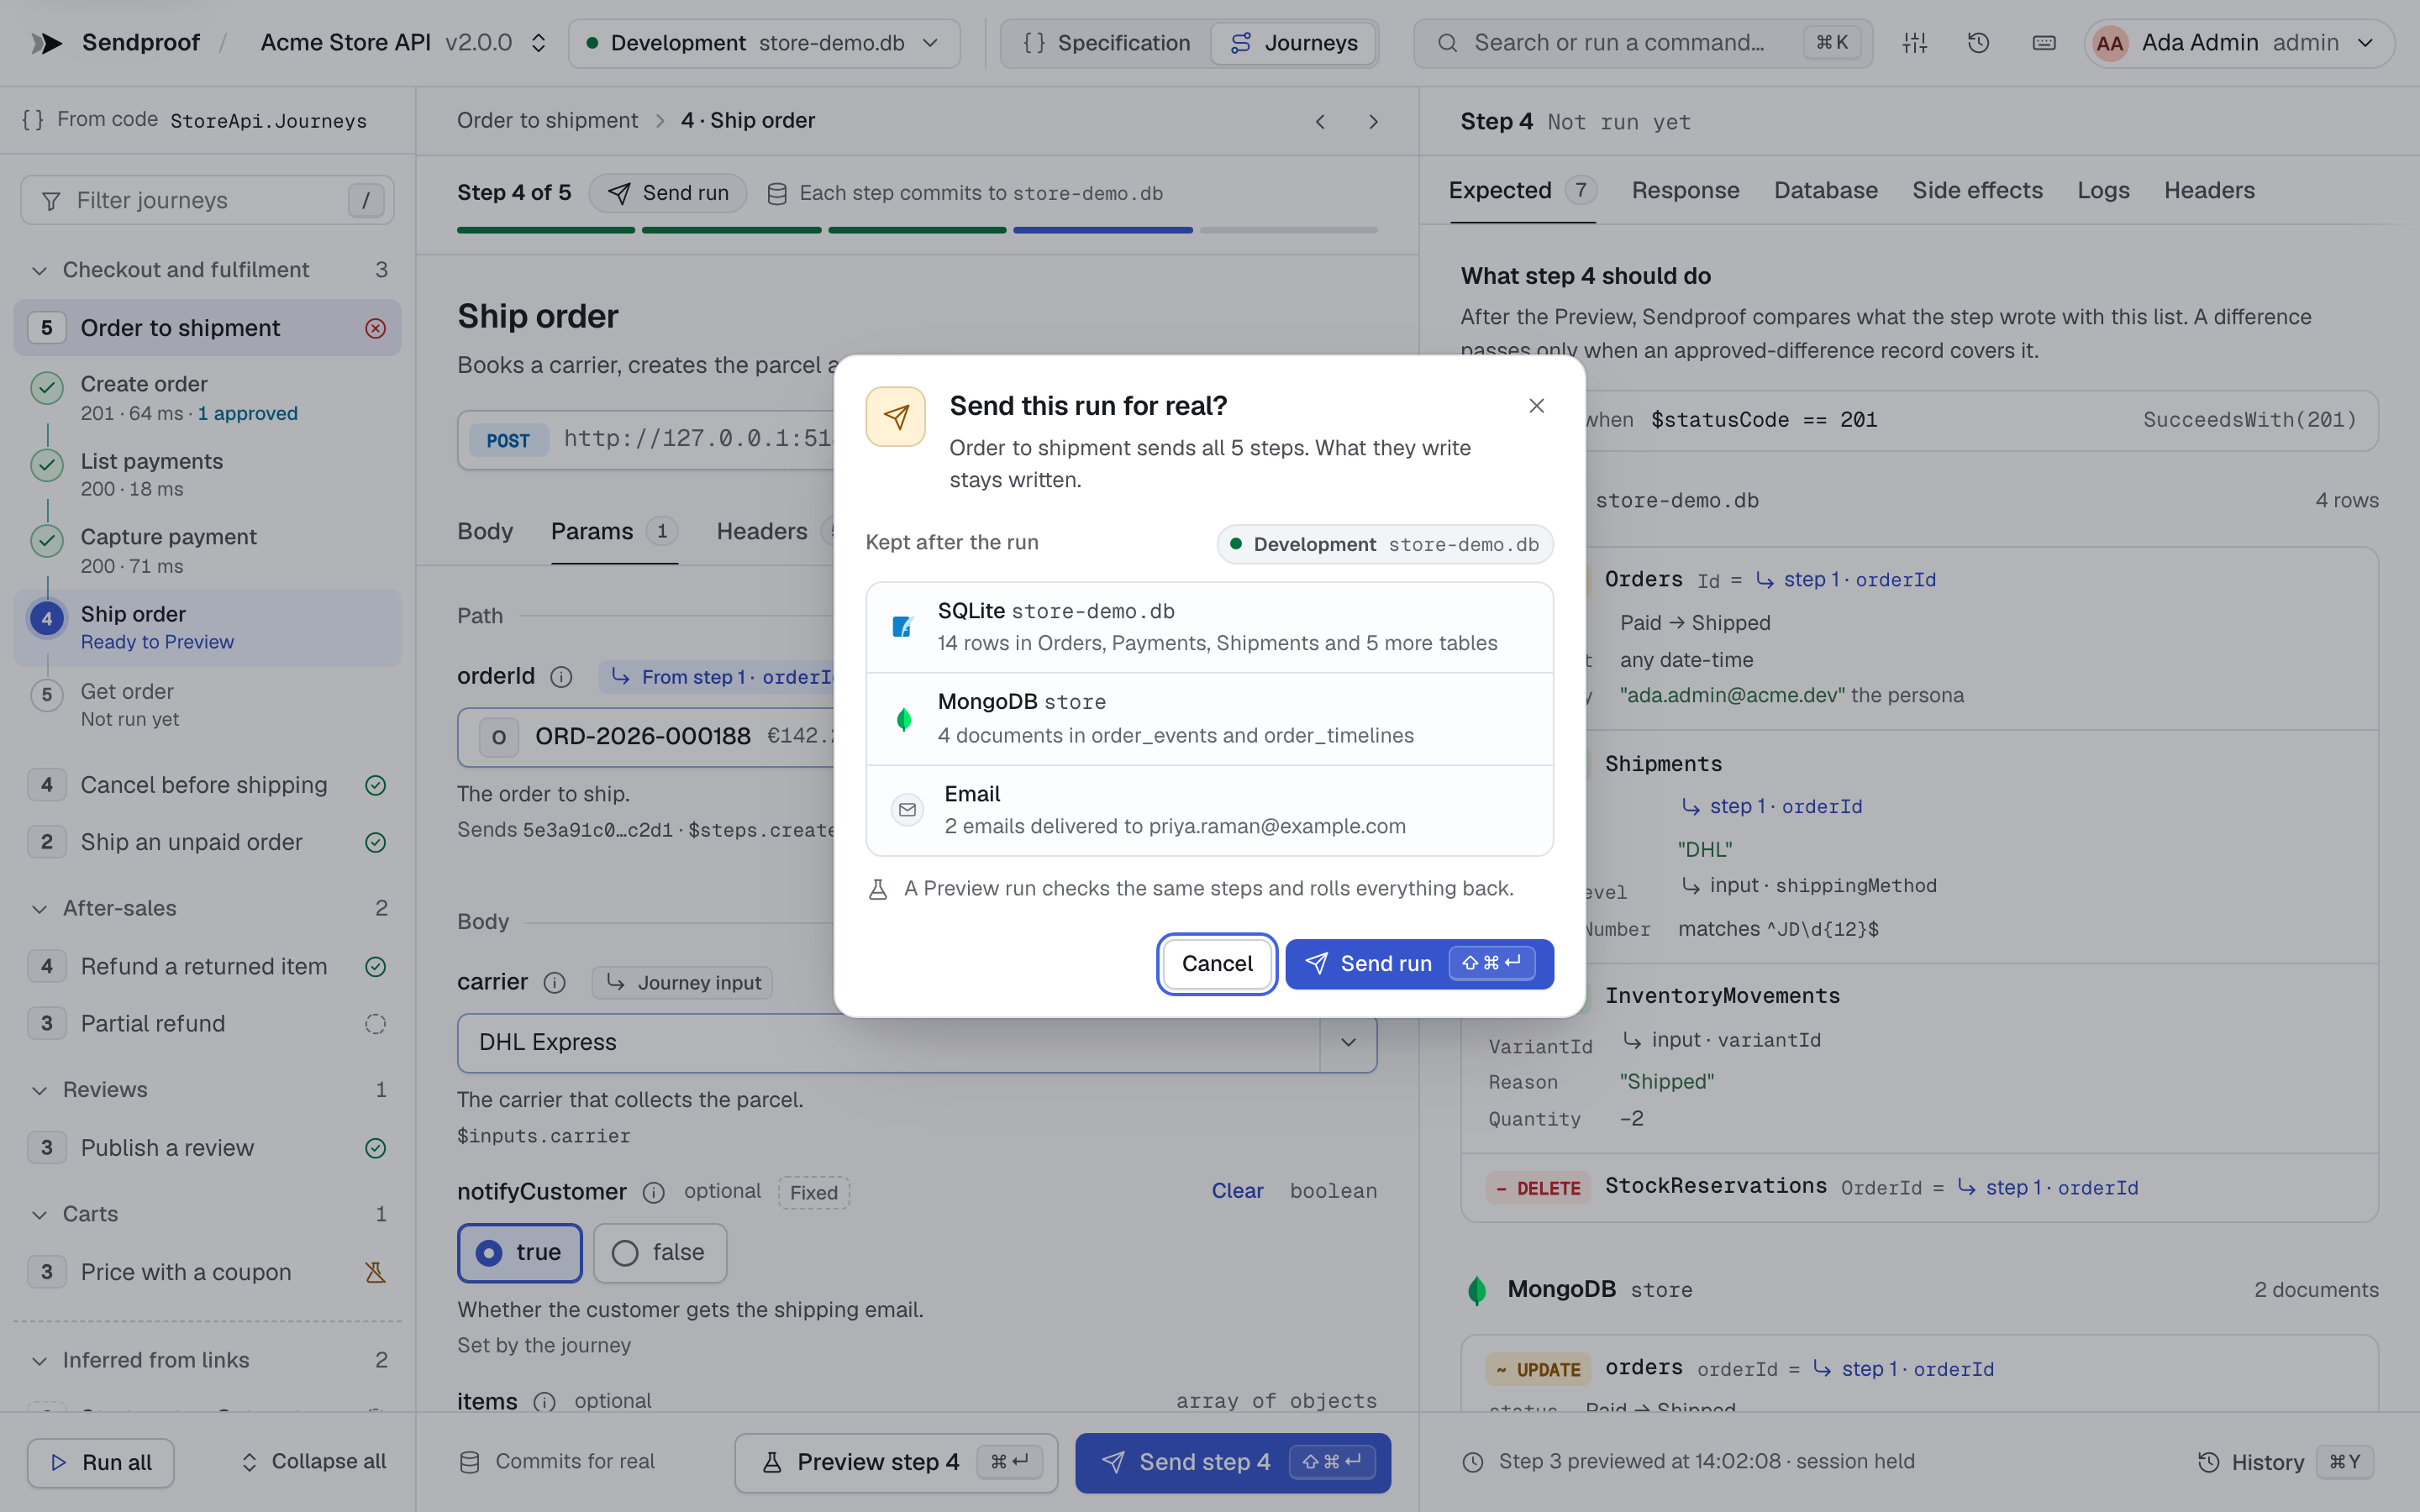 Sendproof / Acme Store API v2.0.0
Development store-demo.db
{ } Specification
Journeys
Search or run a command... ⌘K
AA Ada Admin admin
{ } From code StoreApi.Journeys
Filter journeys /
Checkout and fulfilment 3
5 Order to shipment
Create order
201 · 64 ms · 1 approved
List payments
200 · 18 ms
Capture payment
200 · 71 ms
4 Ship order
Ready to Preview
5 Get order
Not run yet
4 Cancel before shipping
2 Ship an unpaid order
After-sales 2
4 Refund a returned item
3 Partial refund
Reviews 1
3 Publish a review
Carts 1
3 Price with a coupon
Inferred from links 2
Run all
Collapse all
Order to shipment > 4 · Ship order
Step 4 of 5 Send run Each step commits to store-demo.db
Ship order
Books a carrier, creates the parcel
POST http://127.0.0.1:51
Body Params 1 Headers
Path
orderId From step 1 · orderI
O ORD-2026-000188 €142.
The order to ship.
Sends 5e3a91c0…c2d1 · $steps.create
Body
carrier Journey input
DHL Express
The carrier that collects the parcel.
$inputs.carrier
notifyCustomer optional Fixed Clear boolean
true false
Whether the customer gets the shipping email.
Set by the journey
items optional array of objects
Commits for real
Preview step 4 ⌘↵
Send step 4 ⇧⌘↵
Send this run for real?
Order to shipment sends all 5 steps. What they write
stays written.
Kept after the run Development store-demo.db
SQLite store-demo.db
14 rows in Orders, Payments, Shipments and 5 more tables
MongoDB store
4 documents in order_events and order_timelines
Email
2 emails delivered to priya.raman@example.com
A Preview run checks the same steps and rolls everything back.
Cancel
Send run ⇧⌘↵
Step 4 Not run yet
Expected 7 Response Database Side effects Logs Headers
What step 4 should do
After the Preview, Sendproof compares what the step wrote with this list. A difference
passes only when an approved-difference record covers it.
when $statusCode == 201 SucceedsWith(201)
store-demo.db 4 rows
Orders Id = step 1 · orderId
Paid → Shipped
any date-time
"ada.admin@acme.dev" the persona
Shipments
step 1 · orderId
"DHL"
input · shippingMethod
matches ^JD\d{12}$
InventoryMovements
VariantId input · variantId
Reason "Shipped"
Quantity −2
− DELETE StockReservations OrderId = step 1 · orderId
MongoDB store 2 documents
~ UPDATE orders orderId = step 1 · orderId
status Paid → Shipped
Step 3 previewed at 14:02:08 · session held
History ⌘Y